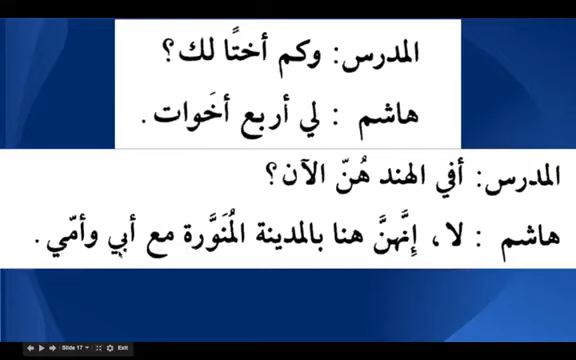 المدرس: وكم أختًا لك؟
هاشم : لي أربع أخَوات .
المدرس: أفي الهند هُنّ الآن؟
هاشم : لا، إِنَّهنَّ هنا بالمدينة المُنَوَّرة مع أبي وأمّي .
Slide 17
Exit